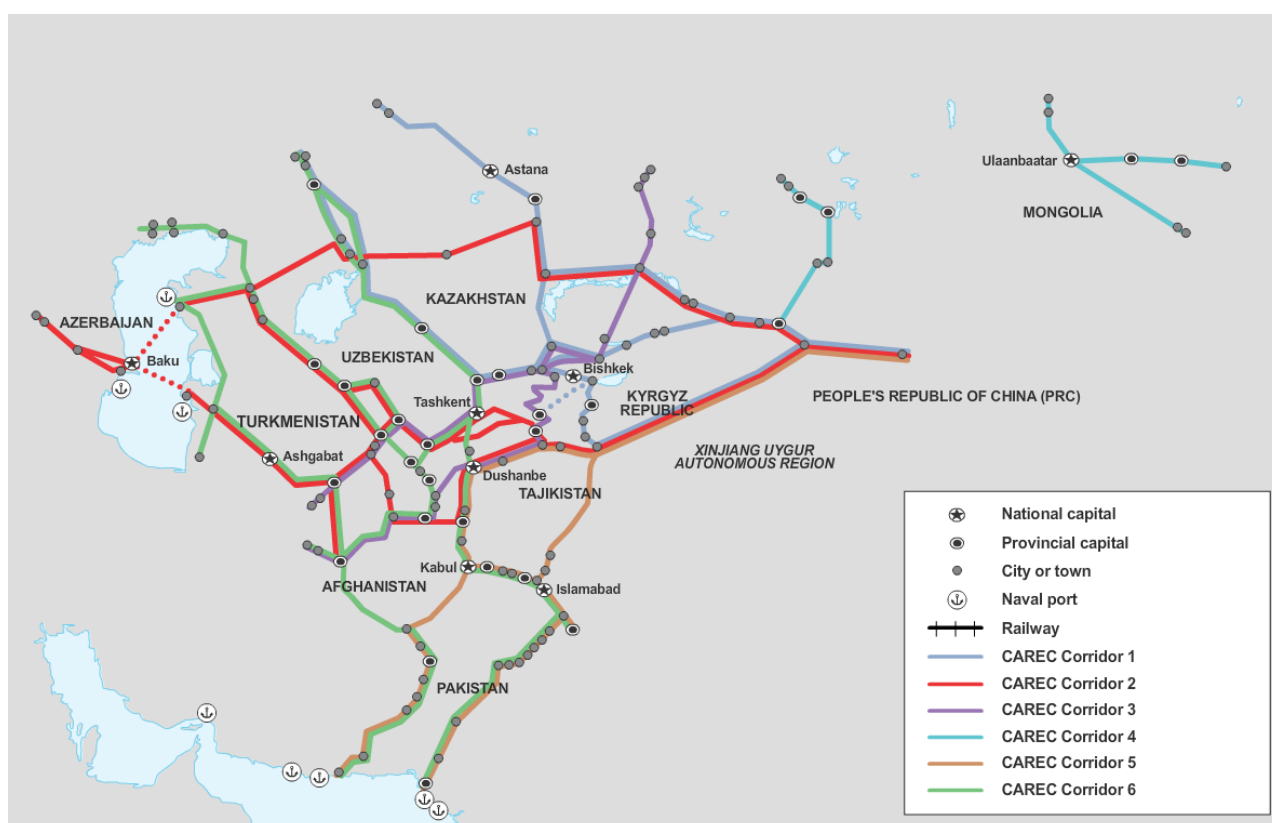 Astana
Ulaanbaatar
MONGOLIA
KAZAKHSTAN
AZERBAIJAN
Baku
UZBEKISTAN
Bishkek
Tashkent
KYRGYZ
REPUBLIC
PEOPLE'S REPUBLIC OF CHINA (PRC)
TURKMENISTAN
Ashgabat
XINJIANG UYGUR
AUTONOMOUS REGION
Dushanbe
TAJIKISTAN
Kabul
AFGHANISTAN
Islamabad
PAKISTAN
National capital
Provincial capital
City or town
Naval port
Railway
CAREC Corridor 1
CAREC Corridor 2
CAREC Corridor 3
CAREC Corridor 4
CAREC Corridor 5
CAREC Corridor 6